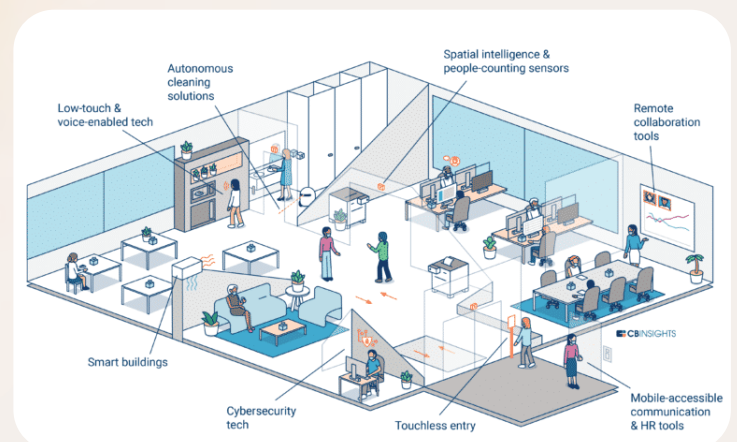 Spatial intelligence &
people-counting sensors
Autonomous
cleaning
solutions
Low-touch &
voice-enabled tech
Remote
collaboration
tools
CBINSIGHTS
Smart buildings
Cybersecurity
tech
Touchless entry
Mobile-accessible
communication
& HR tools